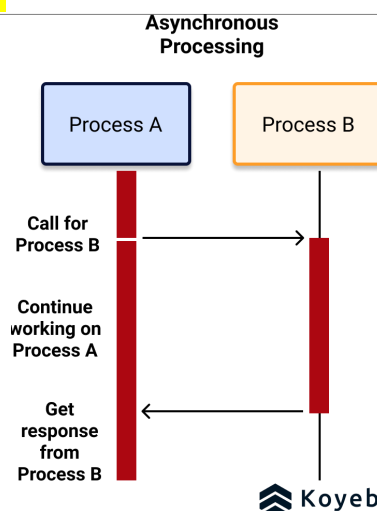 Asynchronous
Processing
Process A
Process B
Call for
Process B
Continue
working on
Process A
Get
response
from
Process B
Koyeb